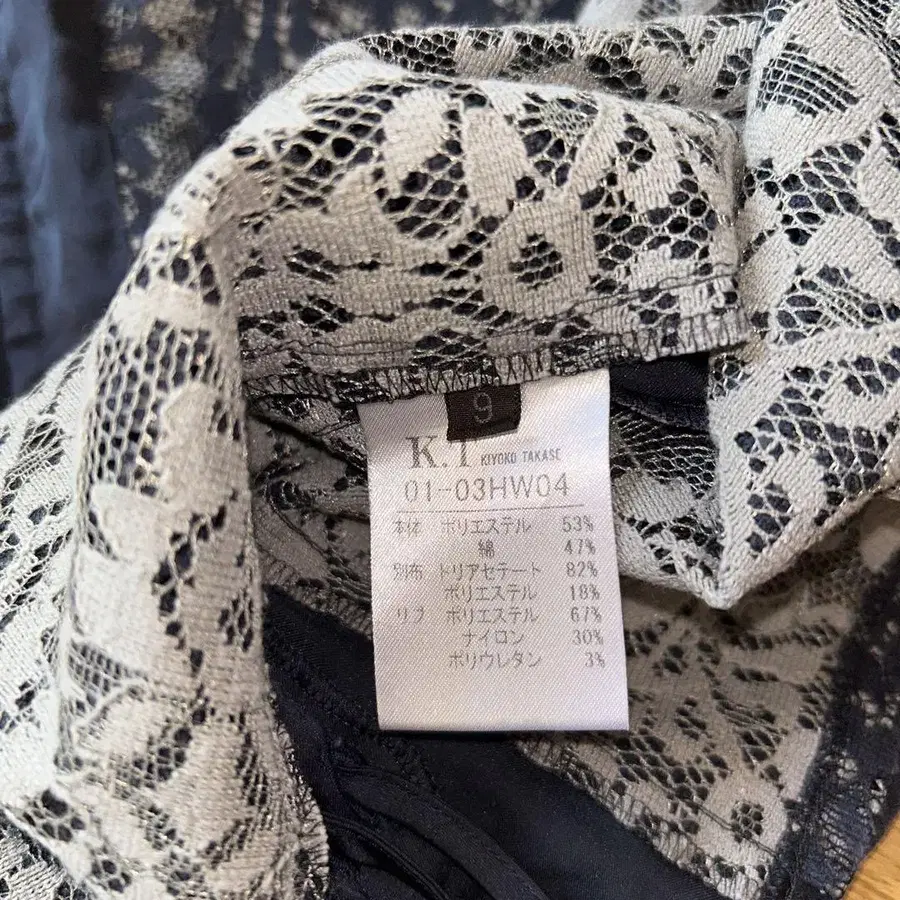 9
K.T KIYOKO TAKASE
01-03HW04
本体 ポリエステル 53%
綿 47%
別布 トリアセテート 82%
ポリエステル 18%
リブ ポリエステル 67%
ナイロン 30%
ポリウレタン 3%